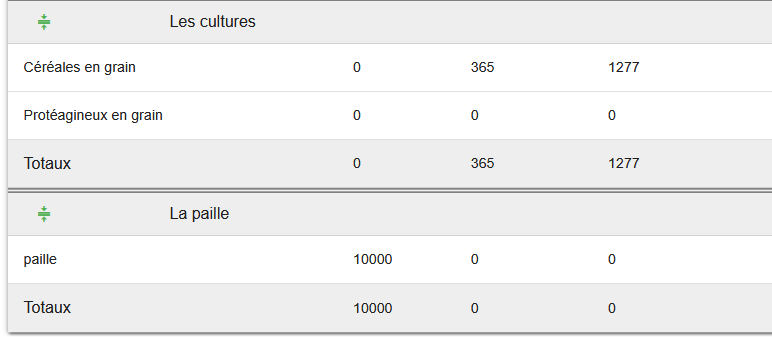 Les cultures
Céréales en grain 0 365 1277
Protéagineux en grain 0 0 0
Totaux 0 365 1277
La paille
paille 10000 0 0
Totaux 10000 0 0